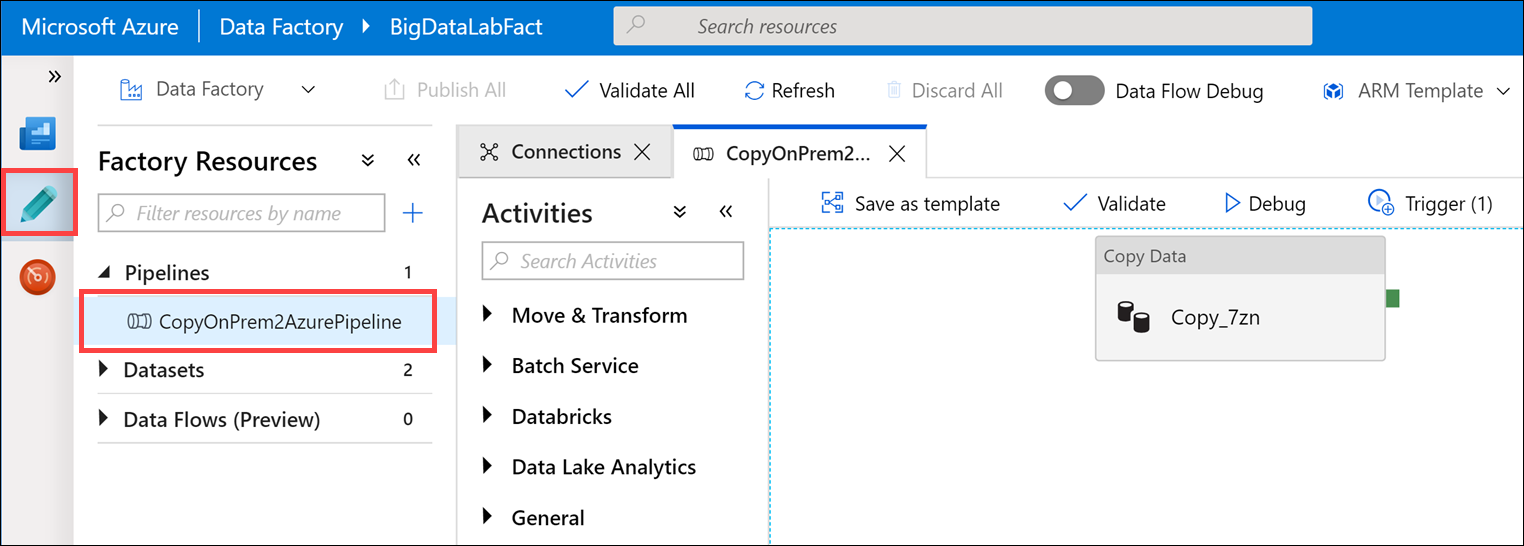 Microsoft Azure Data Factory BigDataLabFact Search resources
Data Factory Publish All Validate All Refresh Discard All Data Flow Debug ARM Template
Factory Resources
Filter resources by name
Pipelines 1
CopyOnPrem2AzurePipeline
Datasets 2
Data Flows (Preview) 0
Connections CopyOnPrem2...
Activities
Search Activities
Move & Transform
Batch Service
Databricks
Data Lake Analytics
General
Save as template Validate Debug Trigger (1)
Copy Data
Copy_7zn